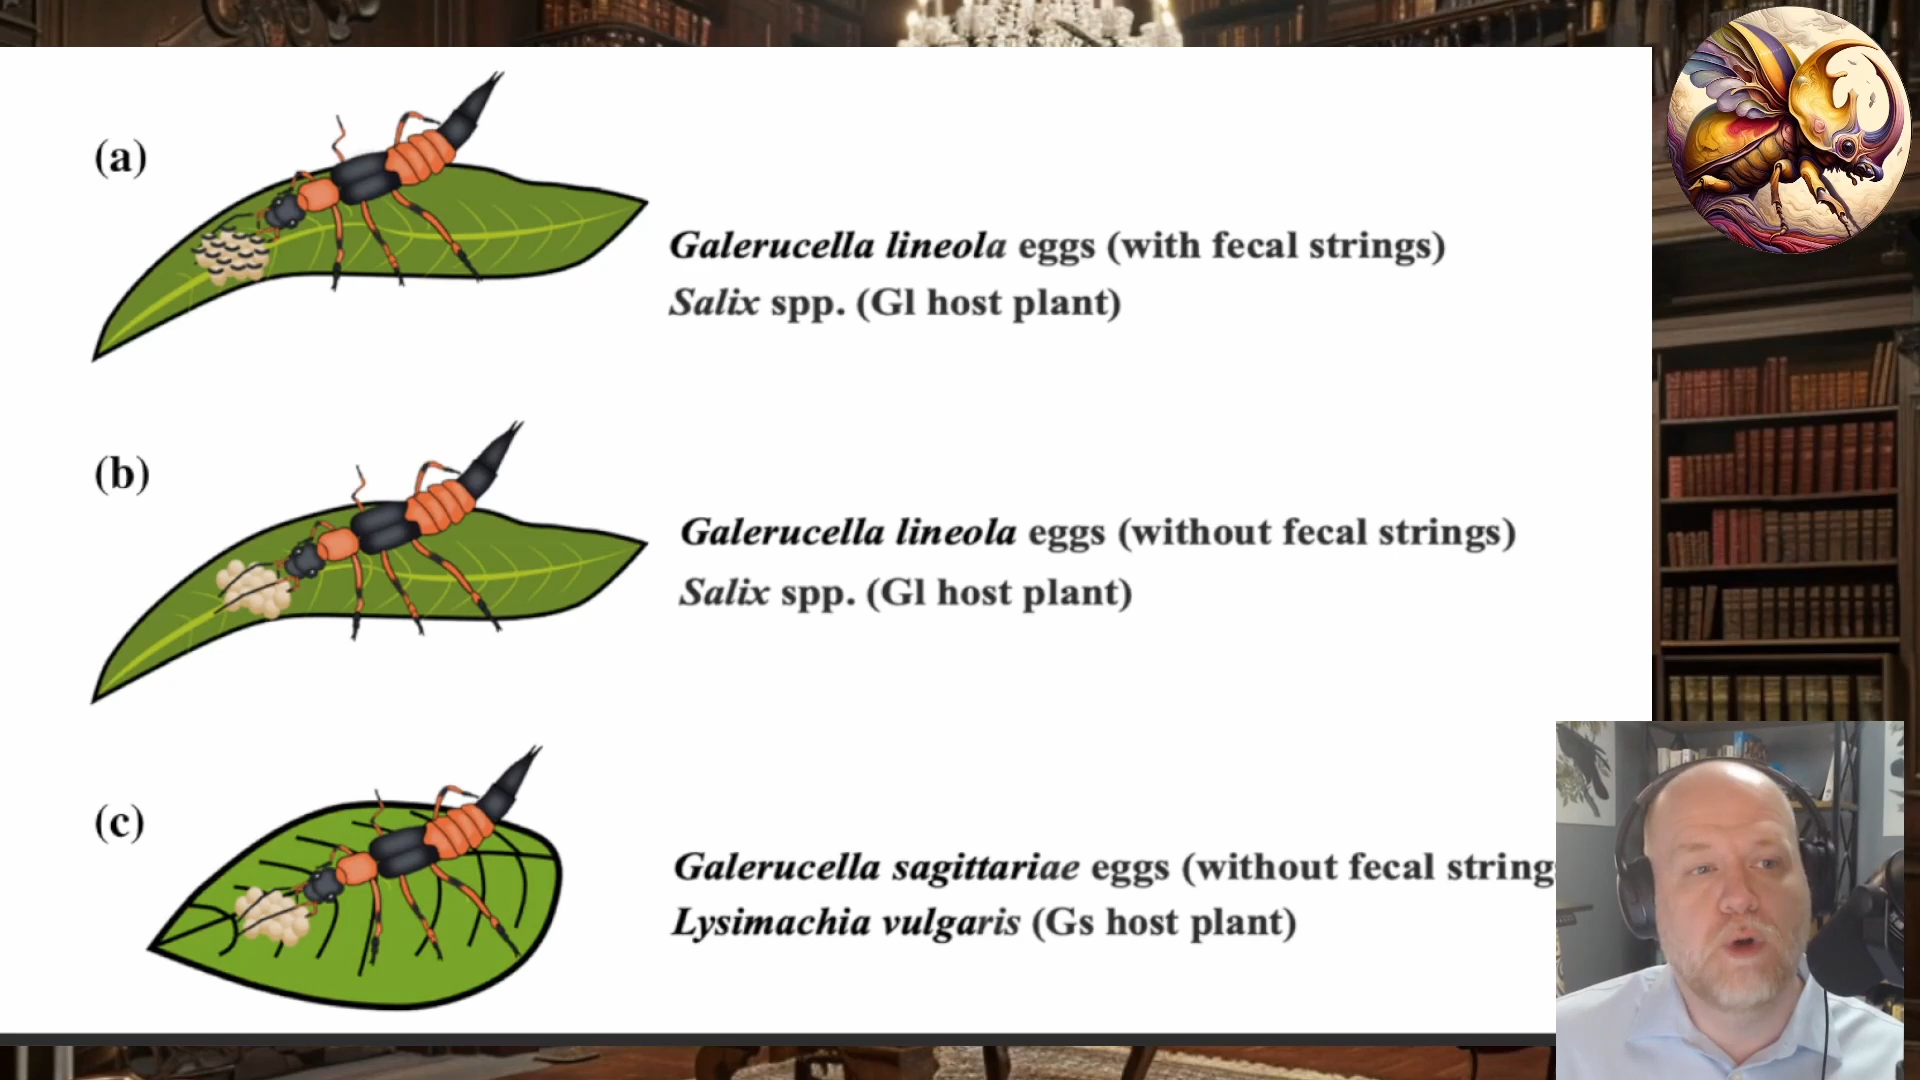 (a)
Galerucella lineola eggs (with fecal strings)
Salix spp. (Gl host plant)
(b)
Galerucella lineola eggs (without fecal strings)
Salix spp. (Gl host plant)
(c)
Galerucella sagittariae eggs (without fecal string
Lysimachia vulgaris (Gs host plant)